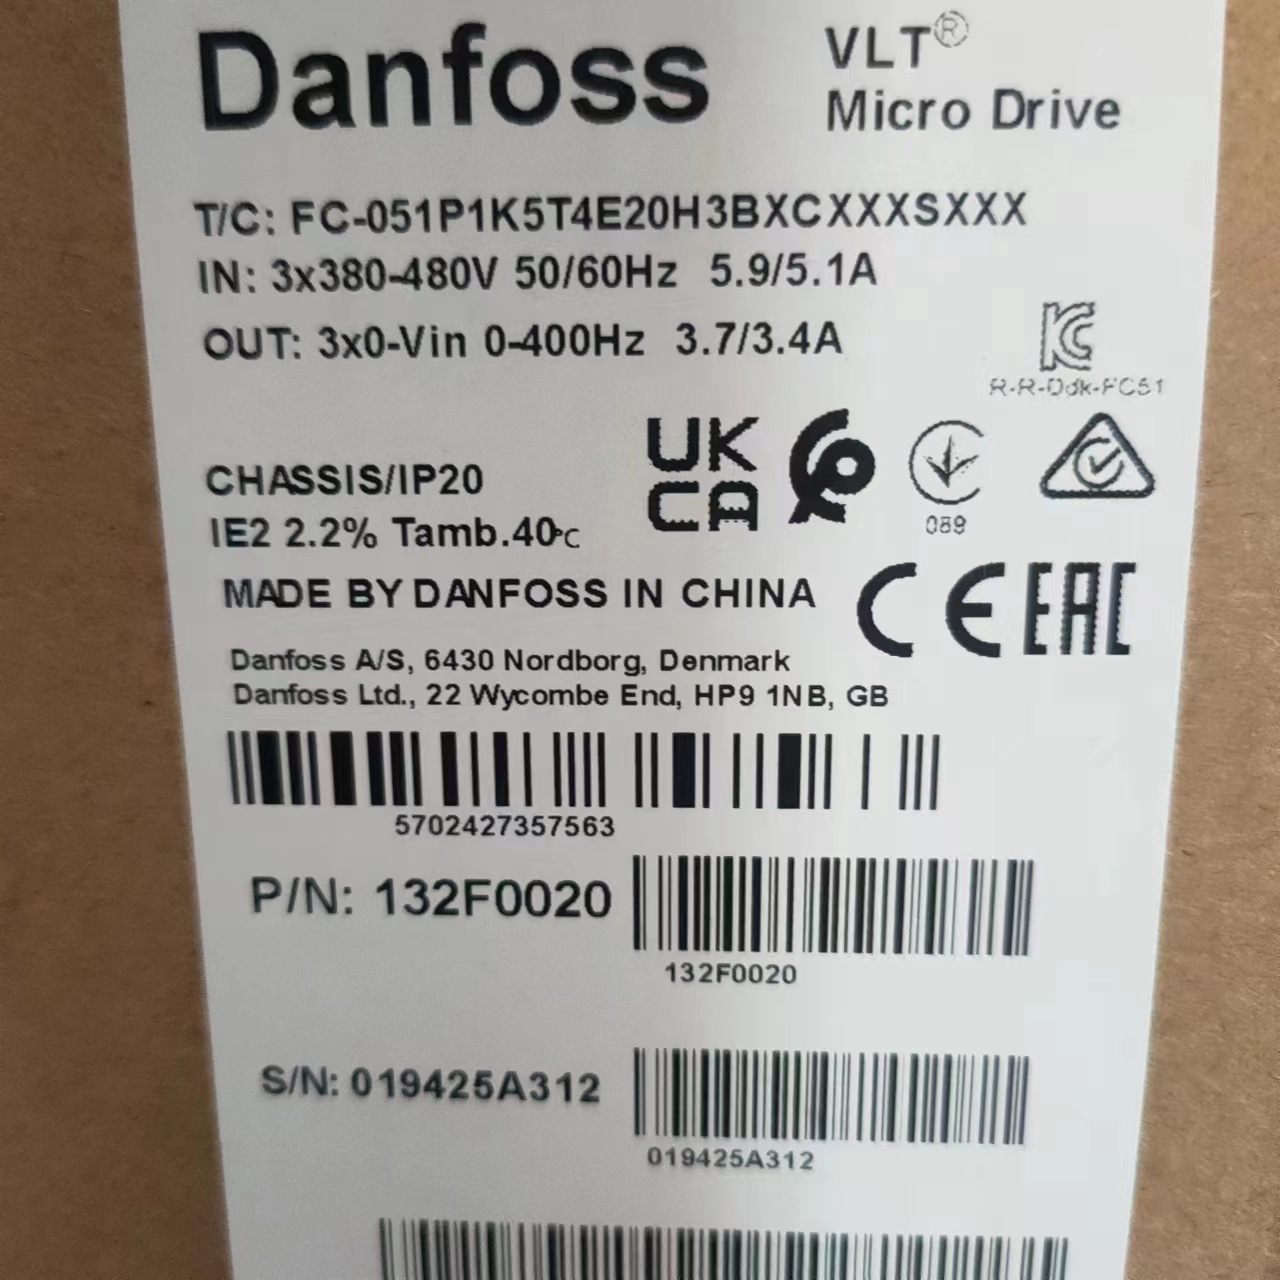 Danfoss
VLT®
Micro Drive
T/C: FC-051P1K5T4E20H3BXCXXXSXXX
IN: 3x380-480V 50/60Hz 5.9/5.1A
OUT: 3x0-Vin 0-400Hz 3.7/3.4A
R-R-Ddk-FC51
CHASSIS/IP20
IE2 2.2% Tamb.40°C
UK
CA
089
MADE BY DANFOSS IN CHINA
CE EAC
Danfoss A/S, 6430 Nordborg, Denmark
Danfoss Ltd., 22 Wycombe End, HP9 1NB, GB
5702427357563
P/N: 132F0020
132F0020
S/N: 019425A312
019425A312